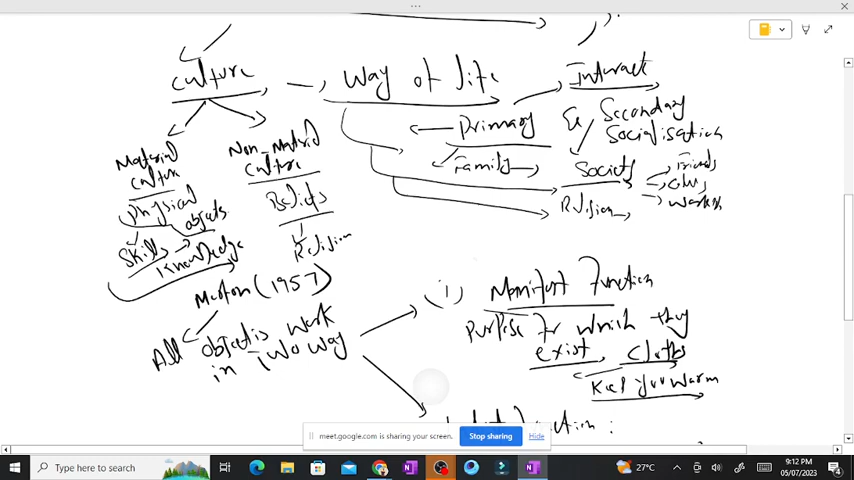 Culture → Way of life Interact
Primary Ex Secondary
Socialisation
Material Non-Material
culture culture Family → Society Friends
Physical Beliefs
objects Religion →
Skills → Religion
Knowledge
Merton (1957) (i) Manifest Function
Purpose for which they
All objects work exist, cloths
in Two way Keep you warm
meet.google.com is sharing your screen. Stop sharing Hide
Type here to search 27°C 9:12 PM
05/07/2023
4